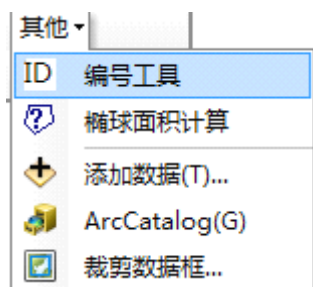 其他
ID 编号工具
椭球面积计算
添加数据(T)...
ArcCatalog(G)
裁剪数据框...